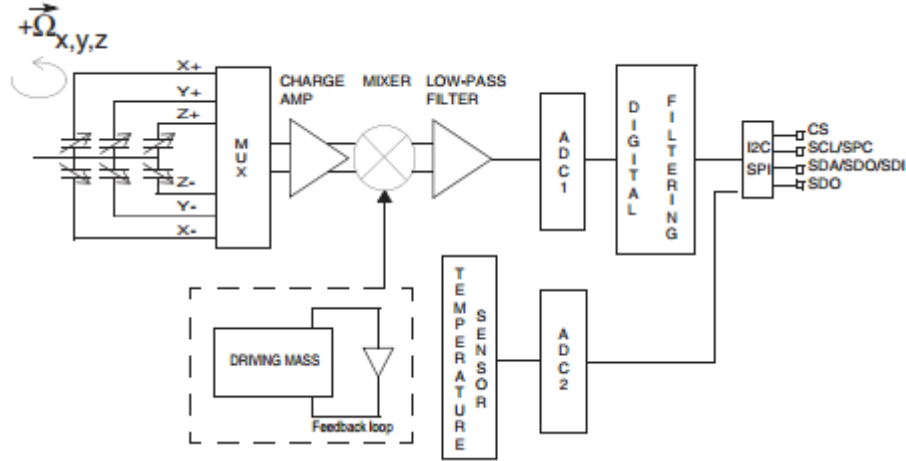 +Ω x,y,z
X+
Y+
Z+
Z-
Y-
X-
MUX
CHARGE
AMP
MIXER
LOW-PASS
FILTER
ADC1
DIGITAL
FILTERING
I2C
SPI
CS
SCL/SPC
SDA/SDO/SDI
SDO
DRIVING MASS
Feedback loop
TEMPERATURE
SENSOR
ADC2